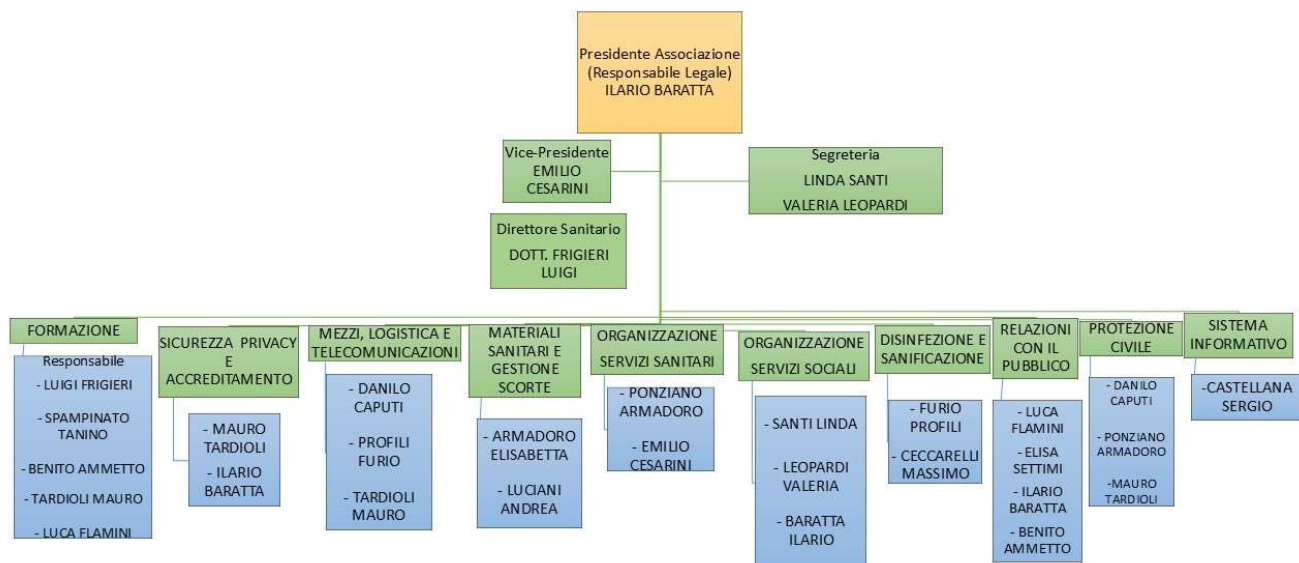 Presidente Associazione
(Responsabile Legale)
ILARIO BARATTA
Vice-Presidente
EMILIO
CESARINI
Segreteria
LINDA SANTI
VALERIA LEOPARDI
Direttore Sanitario
DOTT. FRIGIERI
LUIGI
FORMAZIONE
Responsabile
- LUIGI FRIGIERI
- SPAMPINATO
TANINO
- BENITO AMMETTO
- TARDIOLI MAURO
- LUCA FLAMINI
SICUREZZA PRIVACY
E
ACCREDITAMENTO
- MAURO
TARDIOLI
- ILARIO
BARATTA
MEZZI, LOGISTICA E
TELECOMUNICAZIONI
- DANILO
CAPUTI
- PROFILI
FURIO
- TARDIOLI
MAURO
MATERIALI
SANITARI E
GESTIONE
SCORTE
- ARMADORO
ELISABETTA
- LUCIANI
ANDREA
ORGANIZZAZIONE
SERVIZI SANITARI
- PONZIANO
ARMADORO
- EMILIO
CESARINI
ORGANIZZAZIONE
SERVIZI SOCIALI
- SANTI LINDA
- LEOPARDI
VALERIA
- BARATTA
ILARIO
DISINFEZIONE E
SANIFICAZIONE
- FURIO
PROFILI
- CECCARELLI
MASSIMO
RELAZIONI
CON IL
PUBBLICO
- LUCA
FLAMINI
- ELISA
SETTIMI
- ILARIO
BARATTA
- BENITO
AMMETTO
PROTEZIONE
CIVILE
- DANILO
CAPUTI
- PONZIANO
ARMADORO
-MAURO
TARDIOLI
SISTEMA
INFORMATIVO
-CASTELLANA
SERGIO